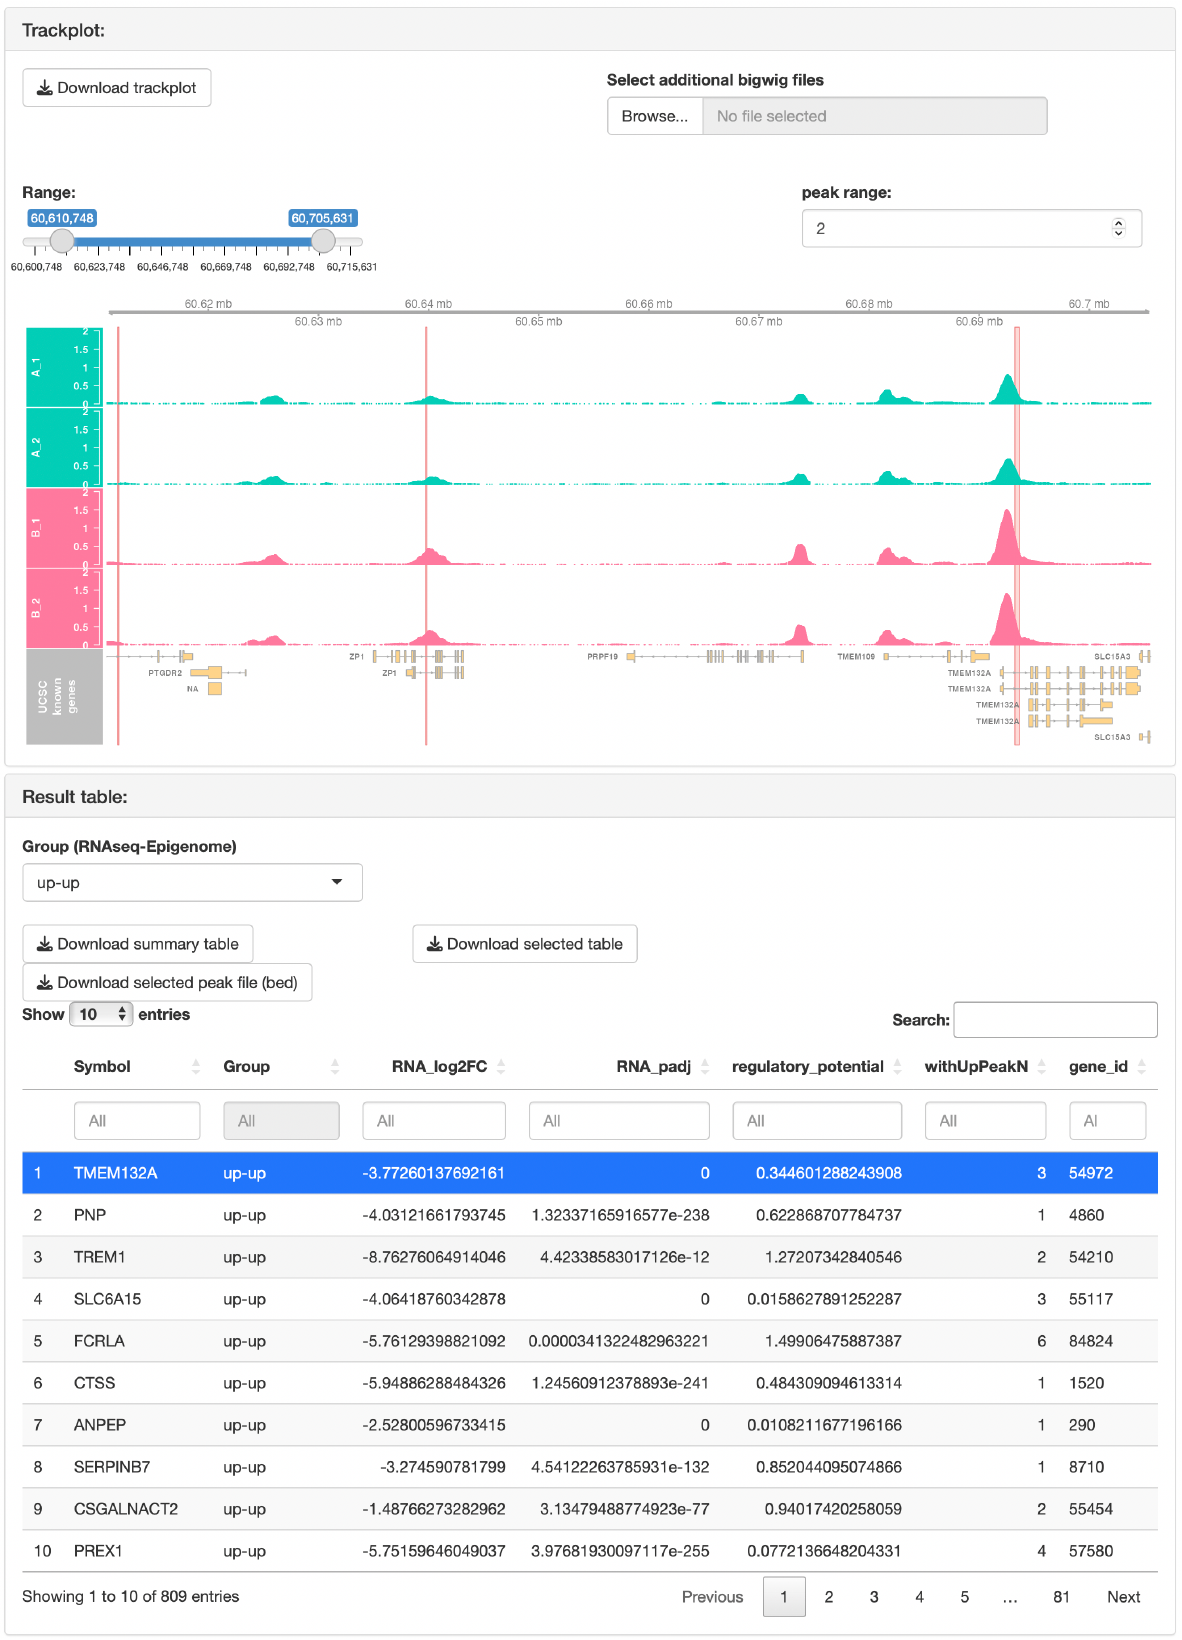 Trackplot:
Download trackplot
Select additional bigwig files
Browse... No file selected
Range:
peak range:
60,610,748 60,705,631
2
60,600,748 60,623,748 60,646,748 60,669,748 60,692,748 60,715,631
60.62 mb 60.64 mb 60.66 mb 60.68 mb 60.7 mb
60.63 mb 60.65 mb 60.67 mb 60.69 mb
A_1
2
1.5
1
0.5
0
A_2
2
1.5
1
0.5
0
B_1
2
1.5
1
0.5
0
B_2
2
1.5
1
0.5
0
UCSC
known
genes
ZP1 PRPF19 TMEM109 SLC15A3
PTGDR2 ZP1 TMEM132A
NA TMEM132A
TMEM132A
TMEM132A
SLC15A3
Result table:
Group (RNAseq-Epigenome)
up-up
Download summary table Download selected table
Download selected peak file (bed)
Show 10 entries
Search:
Symbol Group RNA_log2FC RNA_padj regulatory_potential withUpPeakN gene_id
All All All All All All Al
1 TMEM132A up-up -3.77260137692161 0 0.344601288243908 3 54972
2 PNP up-up -4.03121661793745 1.32337165916577e-238 0.622868707784737 1 4860
3 TREM1 up-up -8.76276064914046 4.42338583017126e-12 1.27207342840546 2 54210
4 SLC6A15 up-up -4.06418760342878 0 0.0158627891252287 3 55117
5 FCRLA up-up -5.76129398821092 0.0000341322482963221 1.49906475887387 6 84824
6 CTSS up-up -5.94886288484326 1.24560912378893e-241 0.484309094613314 1 1520
7 ANPEP up-up -2.52800596733415 0 0.0108211677196166 1 290
8 SERPINB7 up-up -3.274590781799 4.54122263785931e-132 0.852044095074866 1 8710
9 CSGALNACT2 up-up -1.48766273282962 3.13479488774923e-77 0.94017420258059 2 55454
10 PREX1 up-up -5.75159646049037 3.97681930097117e-255 0.0772136648204331 4 57580
Showing 1 to 10 of 809 entries
Previous 1 2 3 4 5 ... 81 Next